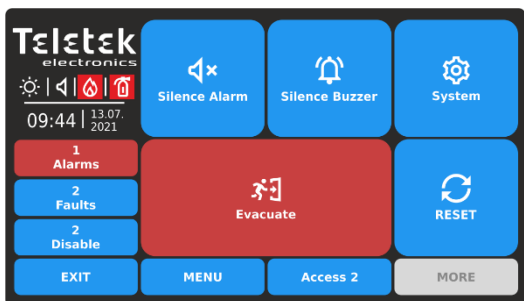 Teletek
electronics
09:44 13.07.
2021
Silence Alarm
Silence Buzzer
System
1
Alarms
2
Faults
2
Disable
Evacuate
RESET
EXIT
MENU
Access 2
MORE